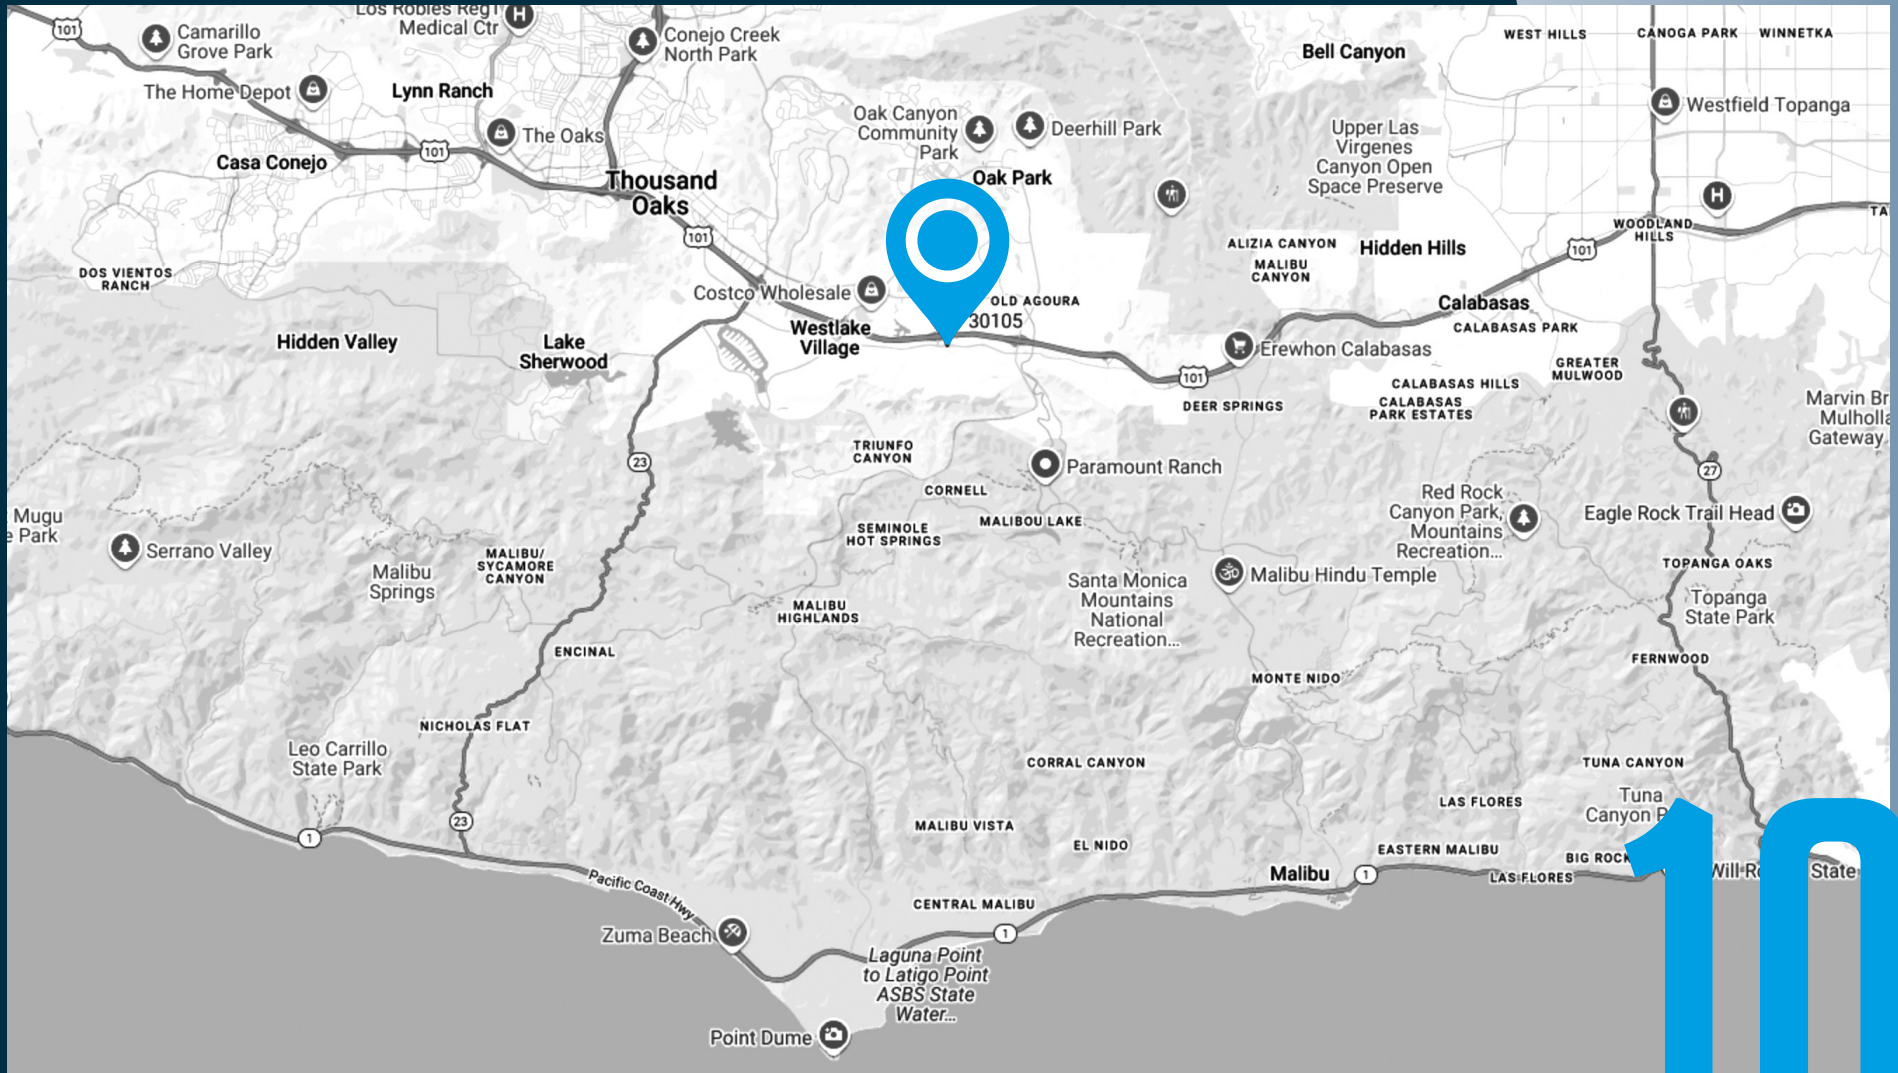 101
Camarillo
Grove Park
The Home Depot
Los Robles Reg'l
Medical Ctr
H
Conejo Creek
North Park
Lynn Ranch
The Oaks
101
Casa Conejo
Thousand
Oaks
101
DOS VIENTOS
RANCH
Hidden Valley
Lake
Sherwood
Costco Wholesale
Westlake
Village
Oak Canyon
Community
Park
Deerhill Park
Oak Park
OLD AGOURA
30105
Bell Canyon
WEST HILLS
CANOGA PARK
WINNETKA
Westfield Topanga
Upper Las
Virgenes
Canyon Open
Space Preserve
H
WOODLAND
HILLS
TA
101
ALIZIA CANYON
MALIBU
CANYON
Hidden Hills
Calabasas
CALABASAS PARK
Erewhon Calabasas
101
DEER SPRINGS
GREATER
MULWOOD
CALABASAS HILLS
CALABASAS
PARK ESTATES
Marvin Br
Mulholla
Gateway
23
TRIUNFO
CANYON
Paramount Ranch
CORNELL
MALIBOU LAKE
SEMINOLE
HOT SPRINGS
27
Red Rock
Canyon Park,
Mountains
Recreation...
Eagle Rock Trail Head
Mugu
e Park
Serrano Valley
Malibu
Springs
MALIBU/
SYCAMORE
CANYON
TOPANGA OAKS
Topanga
State Park
Malibu Hindu Temple
Santa Monica
Mountains
National
Recreation...
MALIBU
HIGHLANDS
ENCINAL
FERNWOOD
MONTE NIDO
NICHOLAS FLAT
Leo Carrillo
State Park
CORRAL CANYON
TUNA CANYON
Tuna
Canyon P
LAS FLORES
1
23
MALIBU VISTA
EL NIDO
EASTERN MALIBU
BIG ROCK
Malibu
1
LAS FLORES
Will Ro
State
Pacific Coast Hwy
CENTRAL MALIBU
Zuma Beach
1
Laguna Point
to Latigo Point
ASBS State
Water...
Point Dume
10